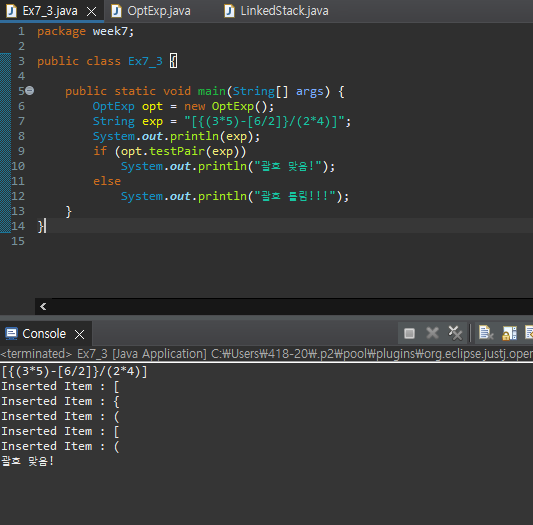 Ex7_3.java
OptExp.java
LinkedStack.java
1 package week7;
2
3 public class Ex7_3 {
4
5 public static void main(String[] args) {
6 OptExp opt = new OptExp();
7 String exp = "[{(3*5)-[6/2]}/(2*4)]";
8 System.out.println(exp);
9 if (opt.testPair(exp))
10 System.out.println("괄호 맞음!");
11 else
12 System.out.println("괄호 틀림!!!");
13 }
14 }
15
Console
<terminated> Ex7_3 [Java Application] C:₩Users₩418-20₩.p2₩pool₩plugins₩org.eclipse.justj.open
[{(3*5)-[6/2]}/(2*4)]
Inserted Item : [
Inserted Item : {
Inserted Item : (
Inserted Item : [
Inserted Item : (
괄호 맞음!